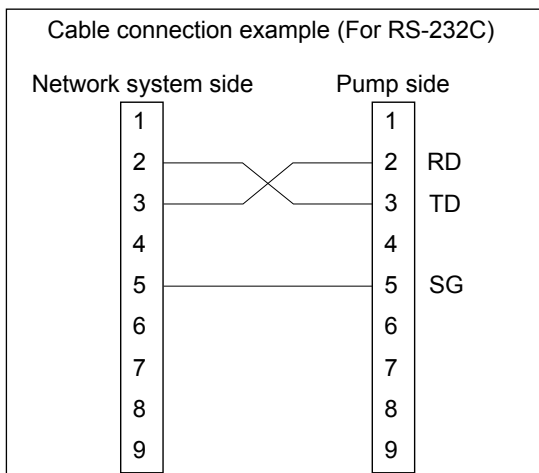 Cable connection example (For RS-232C)
Network system side Pump side
1 1
2 2 RD
3 3 TD
4 4
5 5 SG
6 6
7 7
8 8
9 9